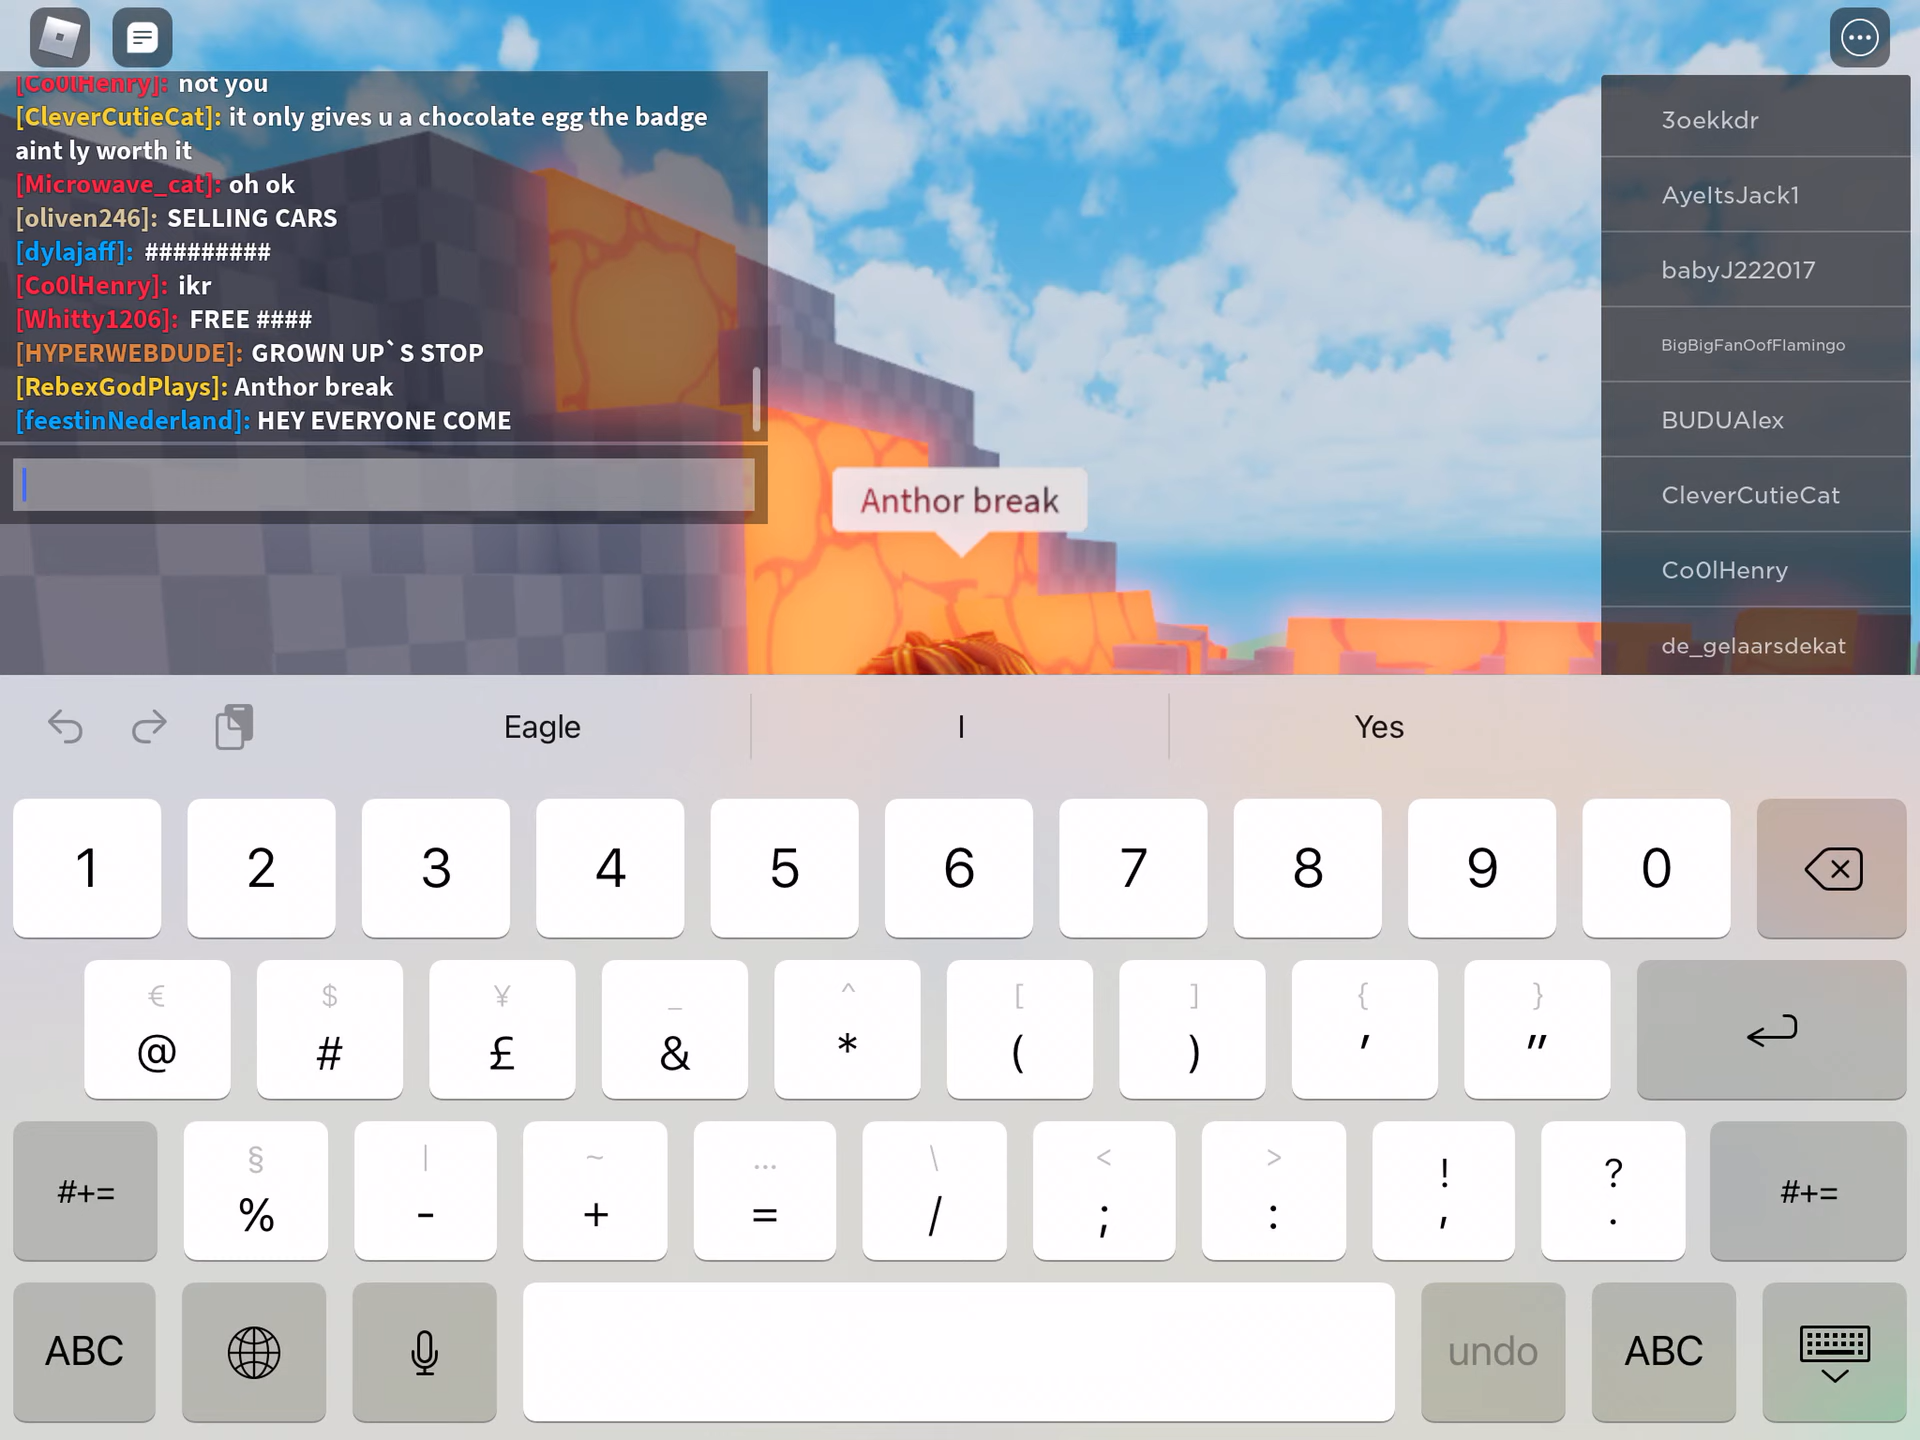 [Co0lHenry]: not you
[CleverCutieCat]: it only gives u a chocolate egg the badge
aint ly worth it
[Microwave_cat]: oh ok
[oliven246]: SELLING CARS
[dylajaff]: #########
[Co0lHenry]: ikr
[Whitty1206]: FREE ####
[HYPERWEBDUDE]: GROWN UP`S STOP
[RebexGodPlays]: Anthor break
[feestinNederland]: HEY EVERYONE COME
Anthor break
3oekkdr
AyeItsJack1
babyJ222017
BigBigFanOofFlamingo
BUDUAlex
CleverCutieCat
Co0lHenry
de_gelaarsdekat
Eagle I Yes
1 2 3 4 5 6 7 8 9 0
€ $ ¥ _ ^ [ ] { }
@ # £ & * ( ) ' "
§ | ~ … \ < > ! ?
#+= % - + = / ; : , . #+=
ABC undo ABC